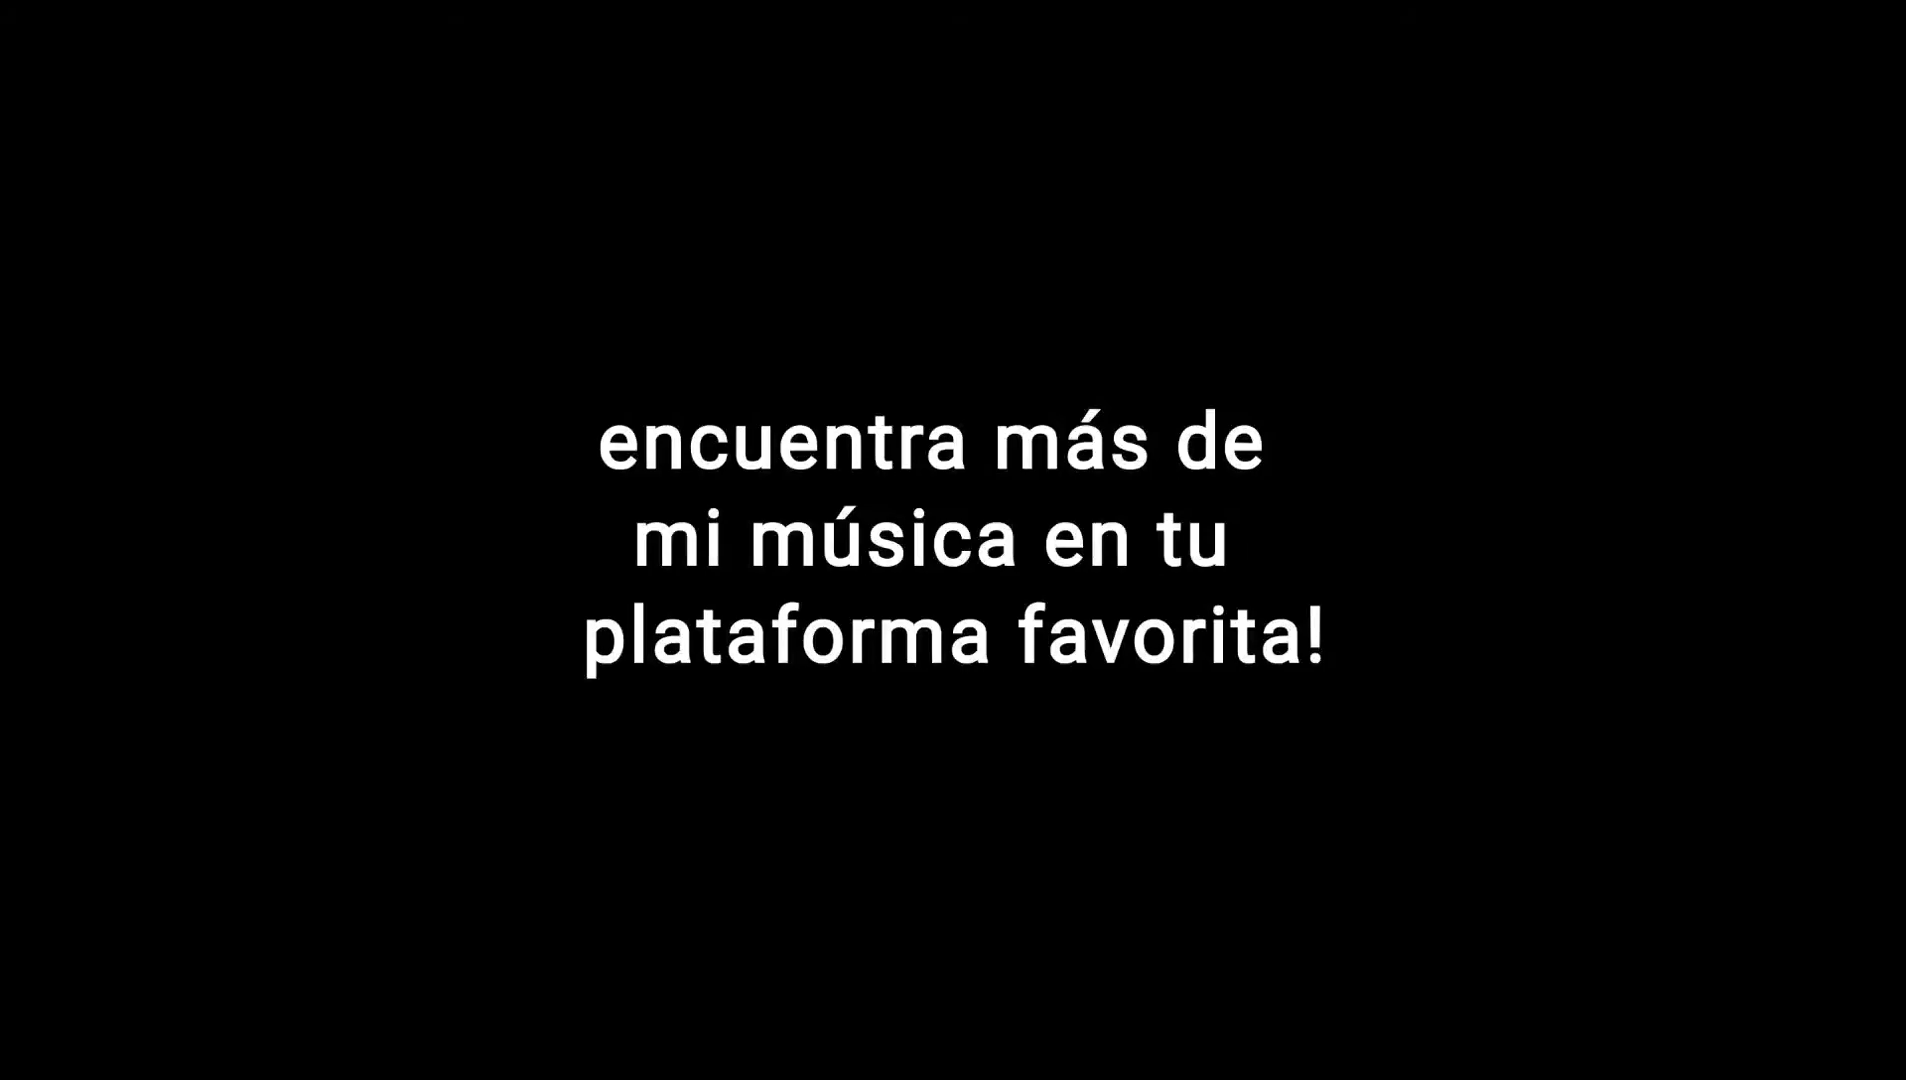 encuentra más de
mi música en tu
plataforma favorita!